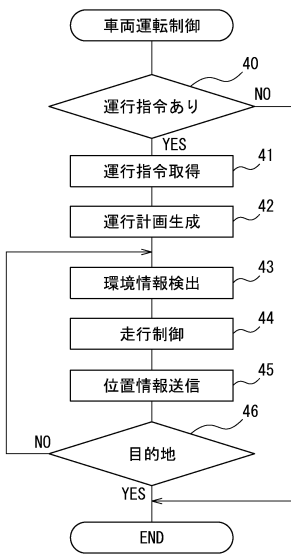 車両運転制御
40
運行指令あり
NO
YES
運行指令取得
41
運行計画生成
42
環境情報検出
43
走行制御
44
位置情報送信
45
46
NO
目的地
YES
END